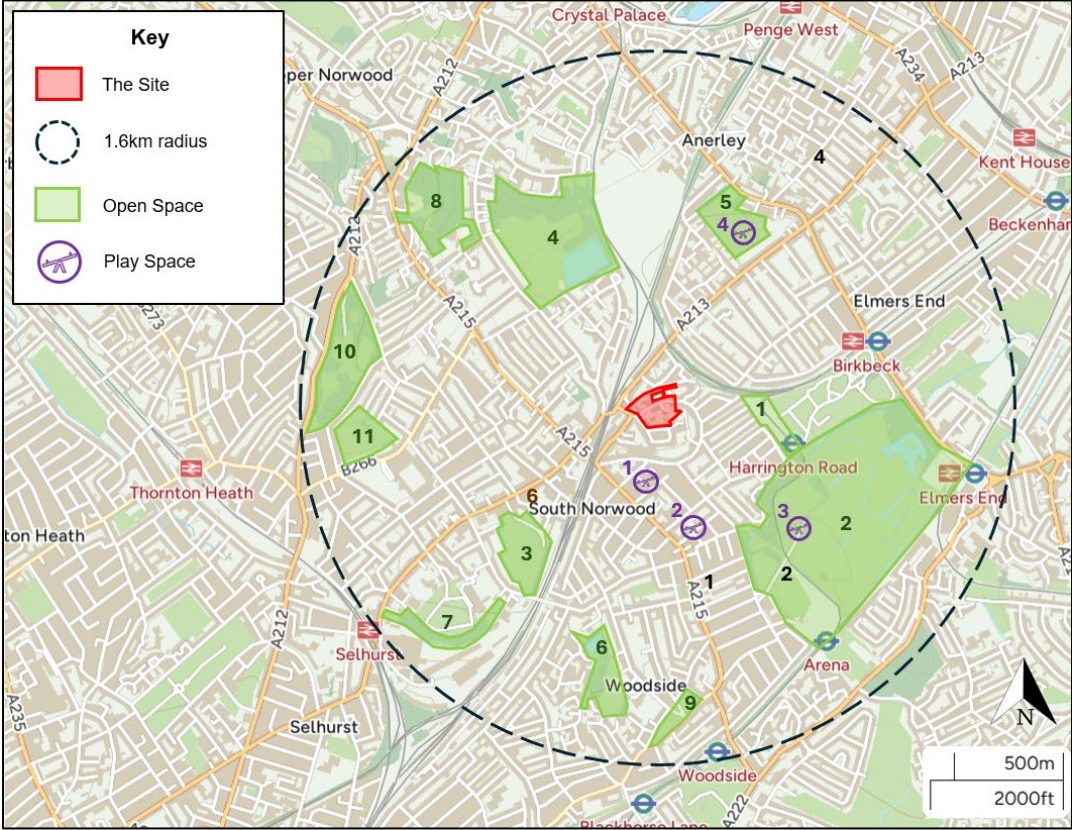 Key
The Site
1.6km radius
Open Space
Play Space
Crystal Palace
Penge West
A234
A213
per Norwood
A212
Anerley
4
Kent House
Beckenhar
8
5
4
4
A212
A213
A215
Elmers End
Birkbeck
273
10
1
11
B266
A215
Harrington Road
Elmers End
Thornton Heath
1
6
South Norwood
2
3
2
ton Heath
3
1
2
A215
7
A212
Selhurst
Arena
6
Woodside
9
A235
Selhurst
N
Woodside
500m
2000ft
A222
Blackhorse Lane